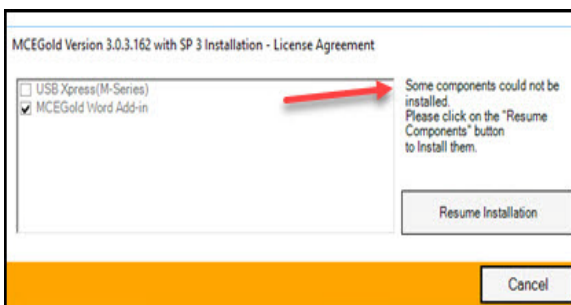 MCEGold Version 3.0.3.162 with SP 3 Installation - License Agreement
USB Xpress(M-Series)
MCEGold Word Add-in
Some components could not be
installed.
Please click on the "Resume
Components" button
to Install them.
Resume Installation
Cancel